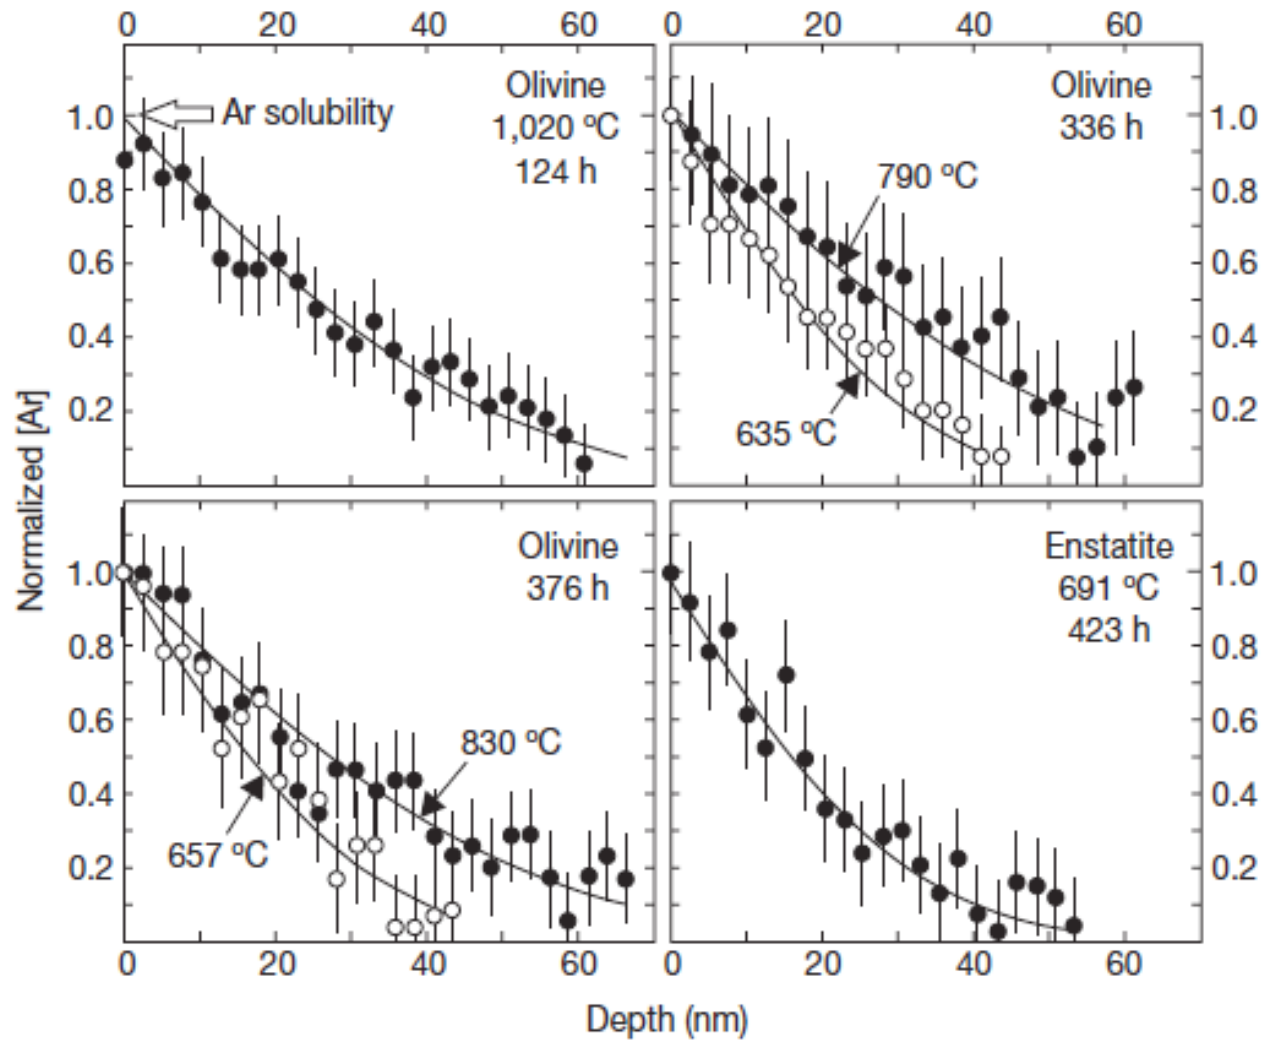 0 20 40 60 0 20 40 60
Olivine
1,020 ºC
124 h
Ar solubility
1.0
0.8
0.6
0.4
0.2
Olivine
336 h
790 ºC
635 ºC
1.0
0.8
0.6
0.4
0.2
Normalized [Ar]
Olivine
376 h
830 ºC
657 ºC
1.0
0.8
0.6
0.4
0.2
Enstatite
691 ºC
423 h
1.0
0.8
0.6
0.4
0.2
0 20 40 60 0 20 40 60
Depth (nm)